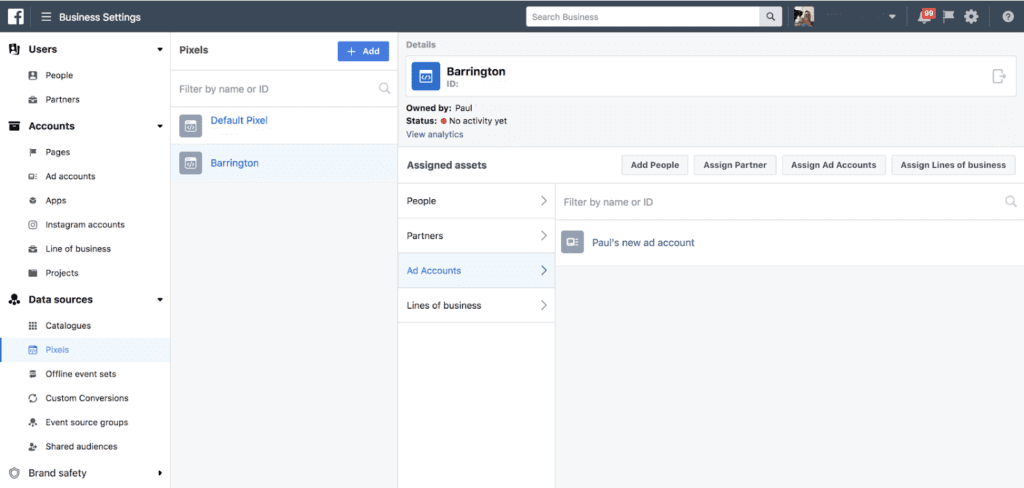 Business Settings
Search Business
99
Users
People
Partners
Accounts
Pages
Ad accounts
Apps
Instagram accounts
Line of business
Projects
Data sources
Catalogues
Pixels
Offline event sets
Custom Conversions
Event source groups
Shared audiences
Brand safety
Pixels
+ Add
Filter by name or ID
Default Pixel
Barrington
Details
Barrington
ID:
Owned by: Paul
Status: No activity yet
View analytics
Assigned assets
Add People
Assign Partner
Assign Ad Accounts
Assign Lines of business
People
Partners
Ad Accounts
Lines of business
Filter by name or ID
Paul's new ad account